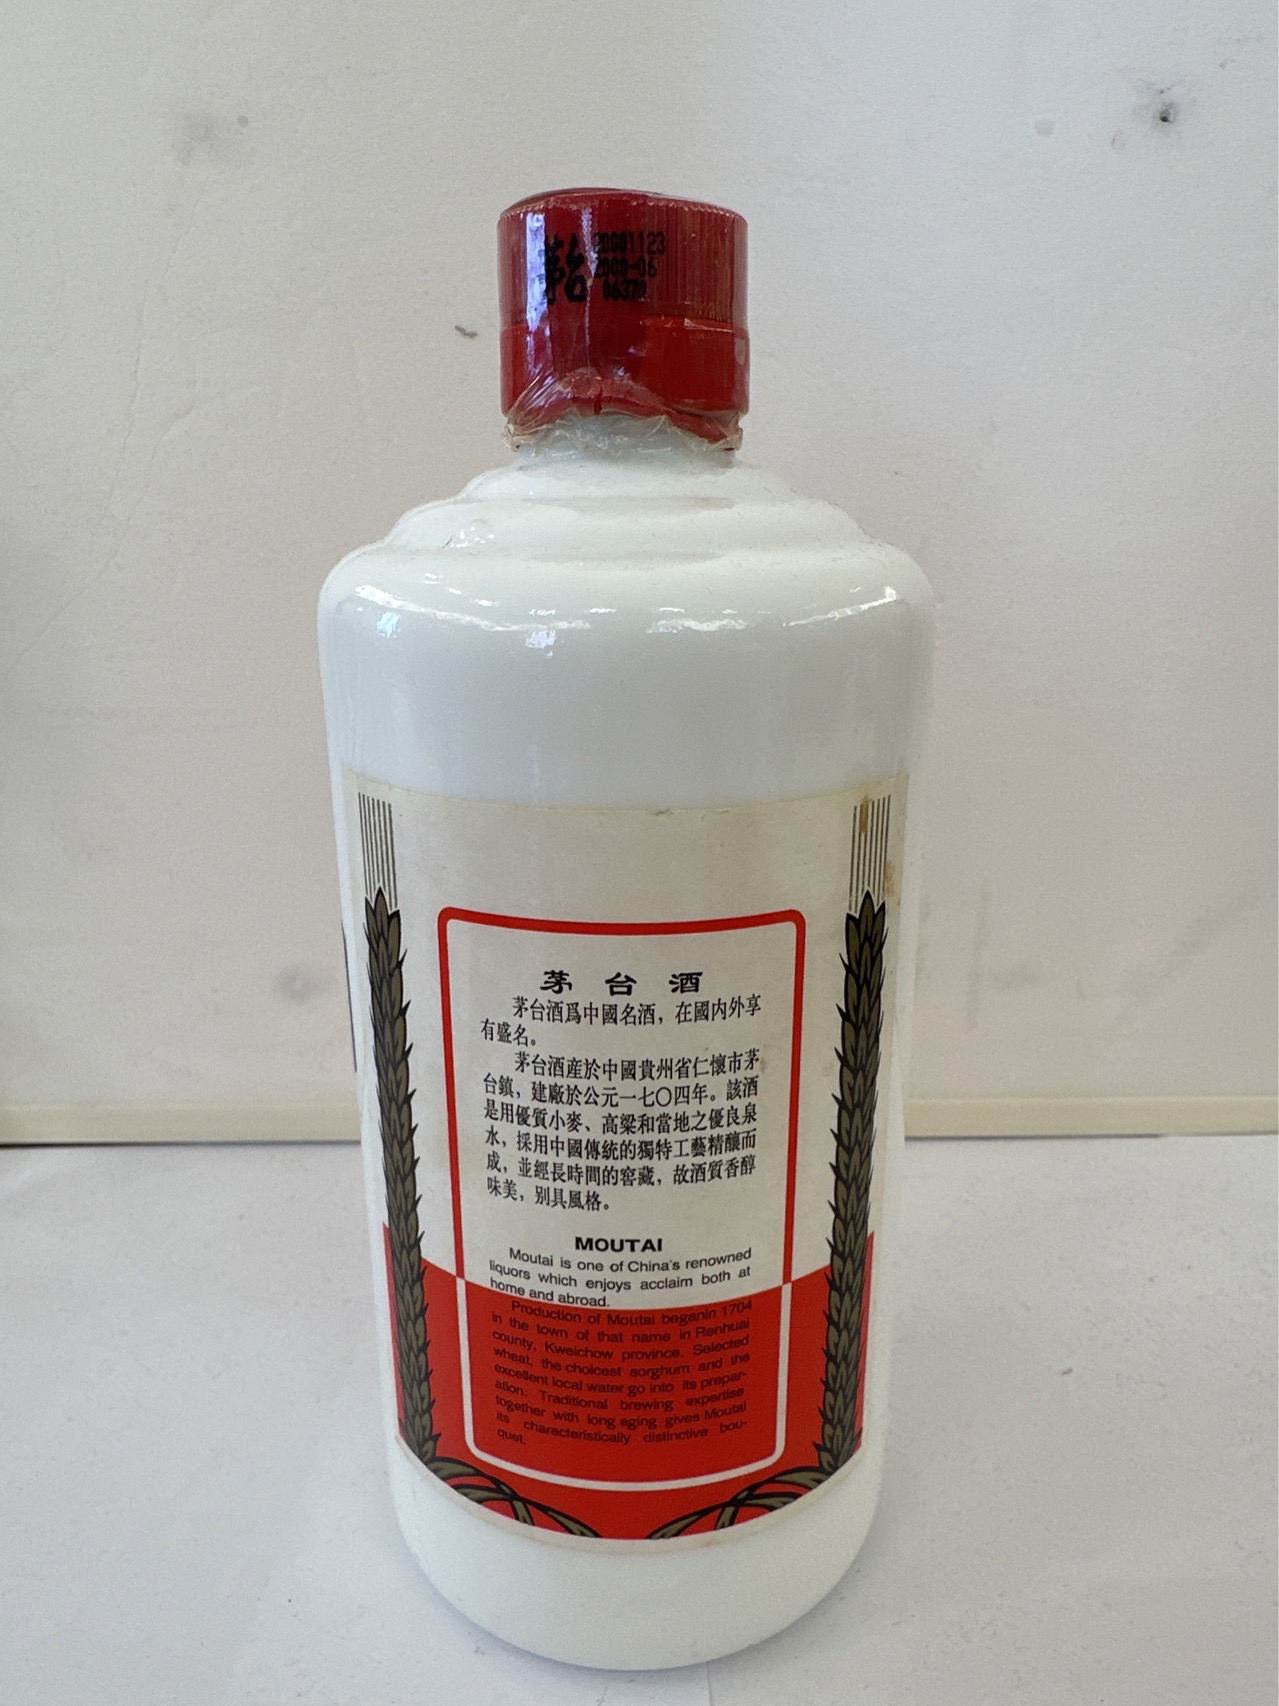 茅台
20001123
2000-06
0637
茅台酒
茅台酒爲中國名酒，在國内外享
有盛名。
茅台酒産於中國貴州省仁懷市茅
台鎮，建廠於公元一七〇四年。該酒
是用優質小麥、高粱和當地之優良泉
水，採用中國傳統的獨特工藝精釀而
成，並經長時間的窖藏，故酒質香醇
味美，别具風格。
MOUTAI
Moutai is one of China's renowned
liquors which enjoys acclaim both at
home and abroad.
Production of Moutai beganin 1704
in the town of that name in Renhuai
county, Kweichow province. Selected
wheat, the choicest sorghum and the
excellent local water go into its prepar-
ation. Traditional brewing expertise
together with long aging gives Moutai
its characteristically distinctive bou-
quet.